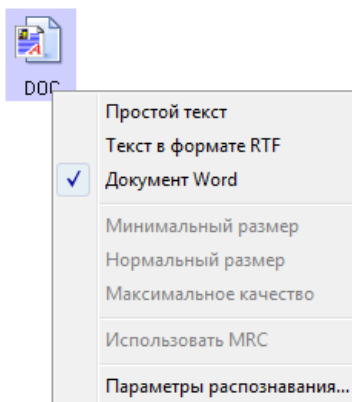 DOC
Простой текст
Текст в формате RTF
Документ Word
Минимальный размер
Нормальный размер
Максимальное качество
Использовать MRC
Параметры распознавания...